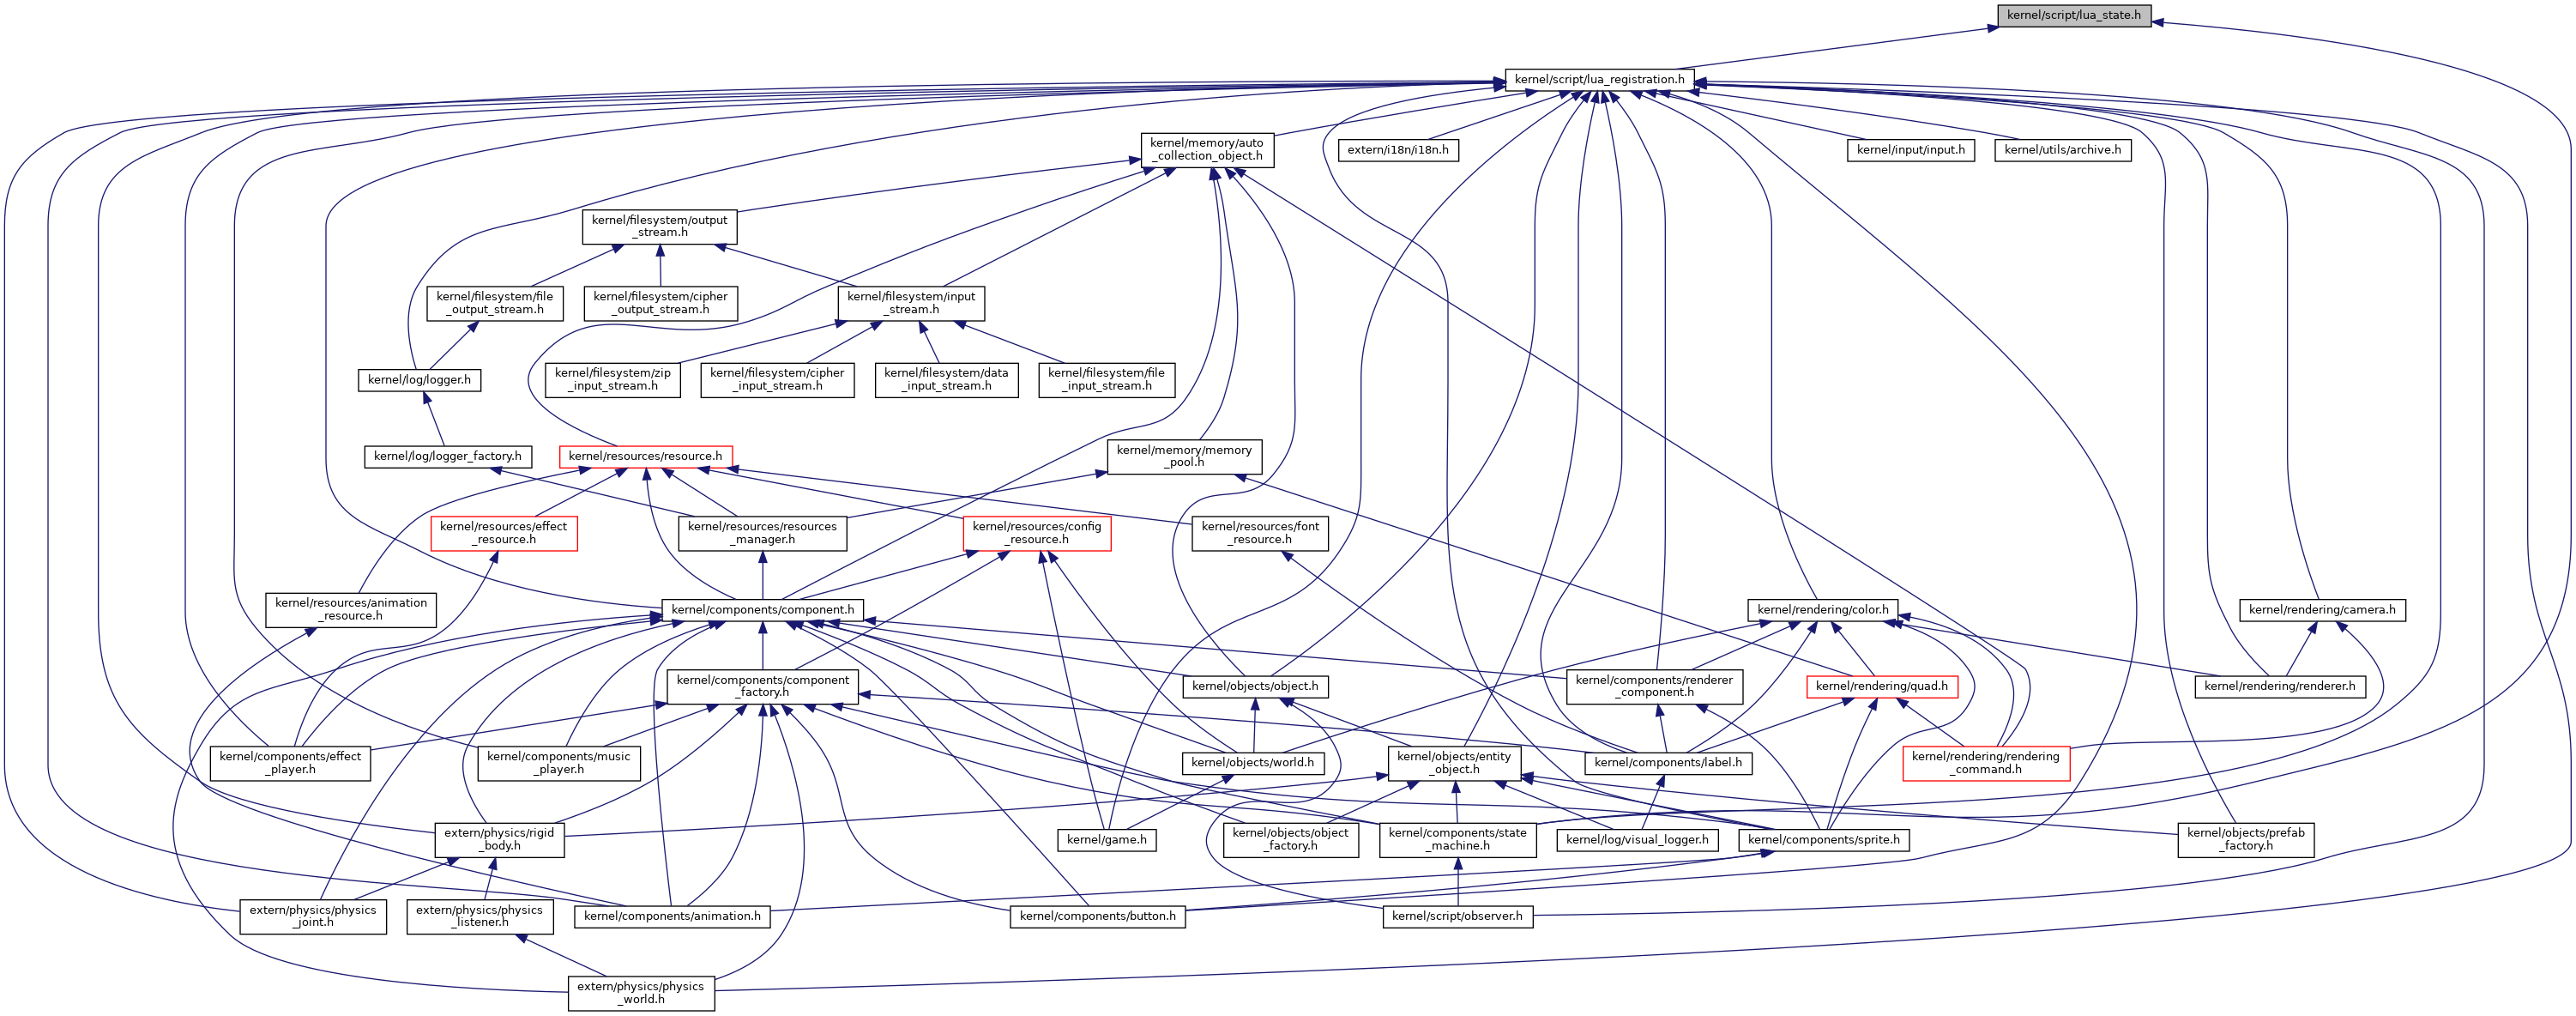 kernel/script/lua_state.h
kernel/script/lua_registration.h
kernel/memory/auto
_collection_object.h
extern/i18n/i18n.h
kernel/input/input.h
kernel/utils/archive.h
kernel/filesystem/output
_stream.h
kernel/filesystem/file
_output_stream.h
kernel/filesystem/cipher
_output_stream.h
kernel/filesystem/input
_stream.h
kernel/log/logger.h
kernel/filesystem/zip
_input_stream.h
kernel/filesystem/cipher
_input_stream.h
kernel/filesystem/data
_input_stream.h
kernel/filesystem/file
_input_stream.h
kernel/log/logger_factory.h
kernel/resources/resource.h
kernel/memory/memory
_pool.h
kernel/resources/effect
_resource.h
kernel/resources/resources
_manager.h
kernel/resources/config
_resource.h
kernel/resources/font
_resource.h
kernel/resources/animation
_resource.h
kernel/components/component.h
kernel/rendering/color.h
kernel/rendering/camera.h
kernel/components/component
_factory.h
kernel/objects/object.h
kernel/components/renderer
_component.h
kernel/rendering/quad.h
kernel/rendering/renderer.h
kernel/components/effect
_player.h
kernel/components/music
_player.h
kernel/objects/world.h
kernel/objects/entity
_object.h
kernel/components/label.h
kernel/rendering/rendering
_command.h
extern/physics/rigid
_body.h
kernel/game.h
kernel/objects/object
_factory.h
kernel/components/state
_machine.h
kernel/log/visual_logger.h
kernel/components/sprite.h
kernel/objects/prefab
_factory.h
extern/physics/physics
_joint.h
extern/physics/physics
_listener.h
kernel/components/animation.h
kernel/components/button.h
kernel/script/observer.h
extern/physics/physics
_world.h